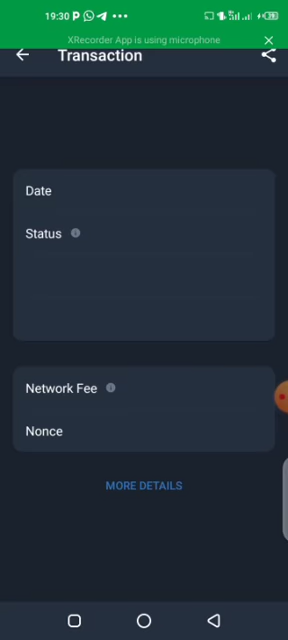 19:30
XRecorder App is using microphone
Transaction
Date
Status
Network Fee
Nonce
MORE DETAILS